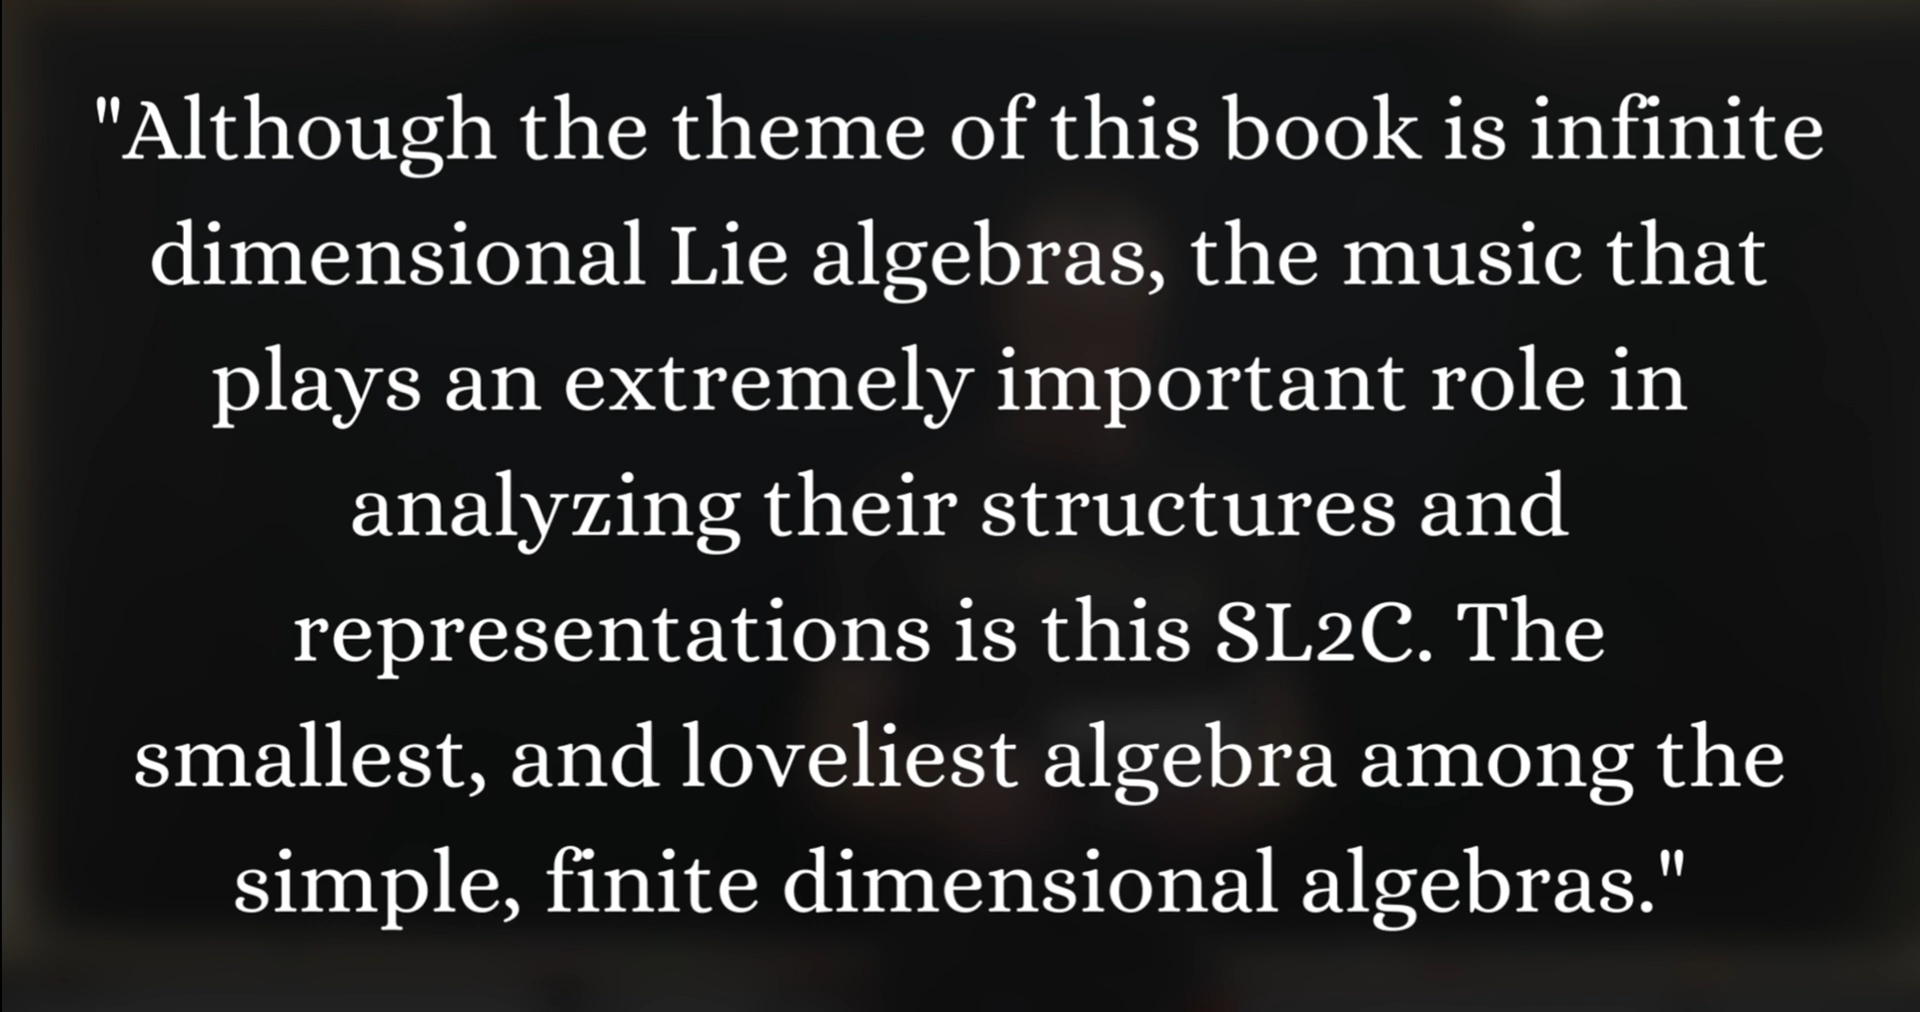 "Although the theme of this book is infinite
dimensional Lie algebras, the music that
plays an extremely important role in
analyzing their structures and
representations is this SL2C. The
smallest, and loveliest algebra among the
simple, finite dimensional algebras."